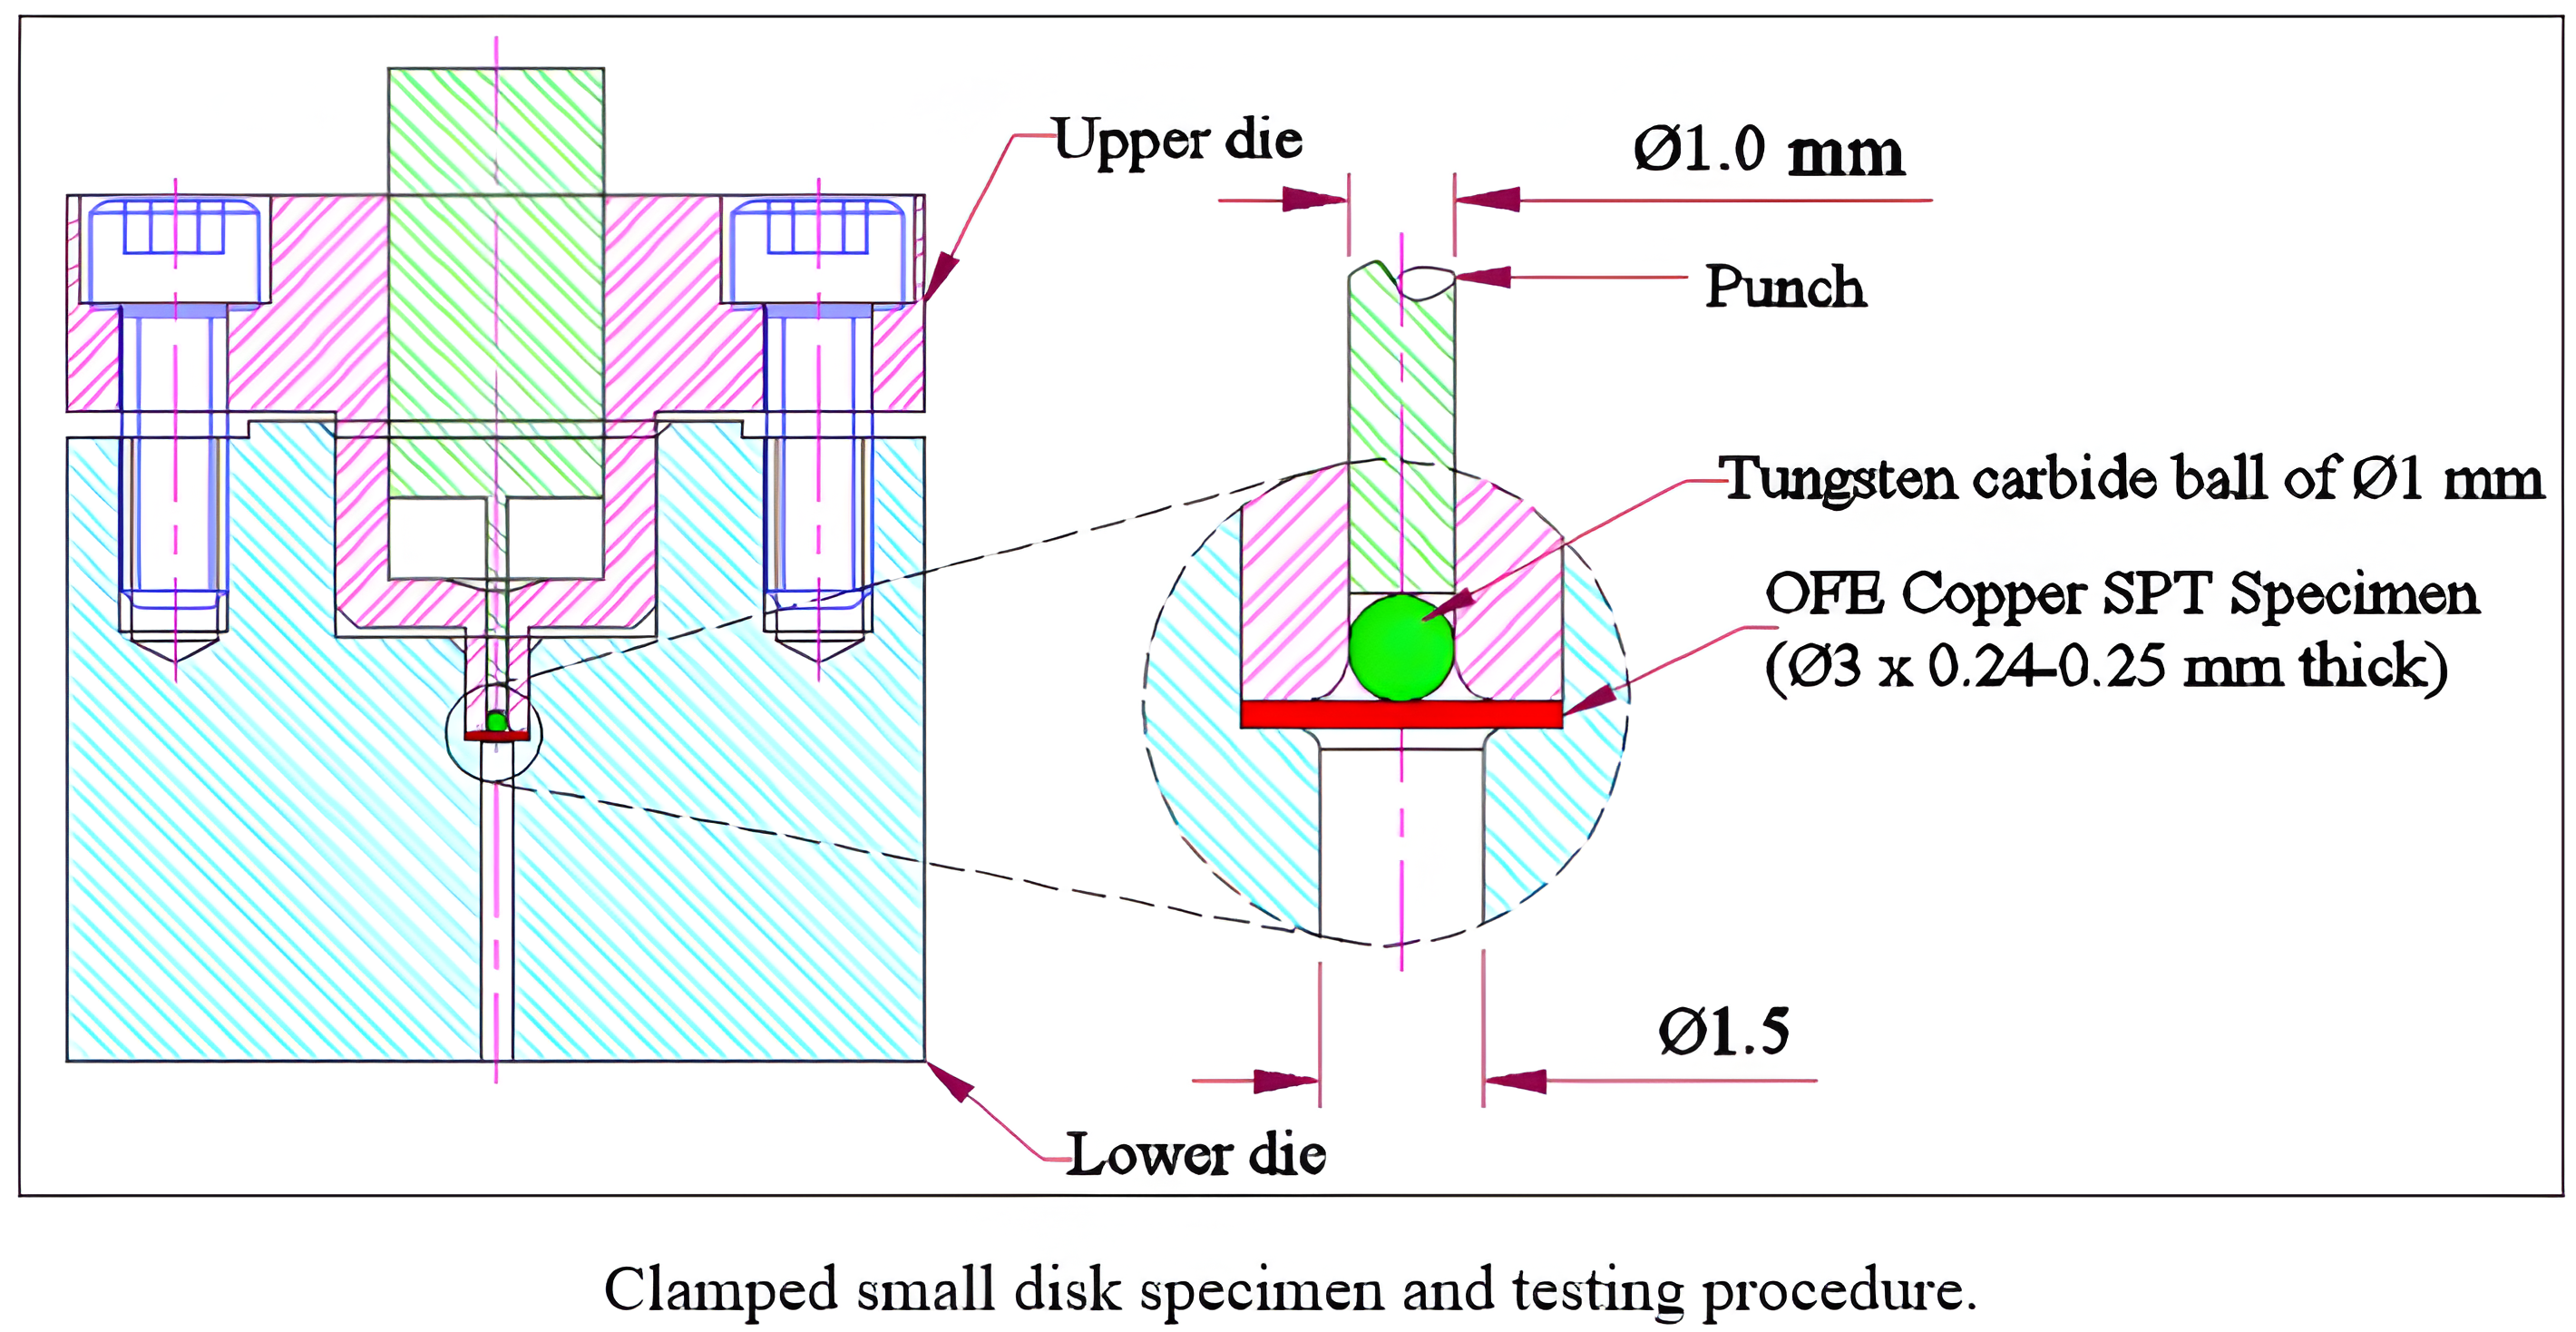 Upper die
Ø1.0 mm
Punch
Tungsten carbide ball of Ø1 mm
OFE Copper SPT Specimen
(Ø3 x 0.24-0.25 mm thick)
Ø1.5
Lower die
Clamped small disk specimen and testing procedure.